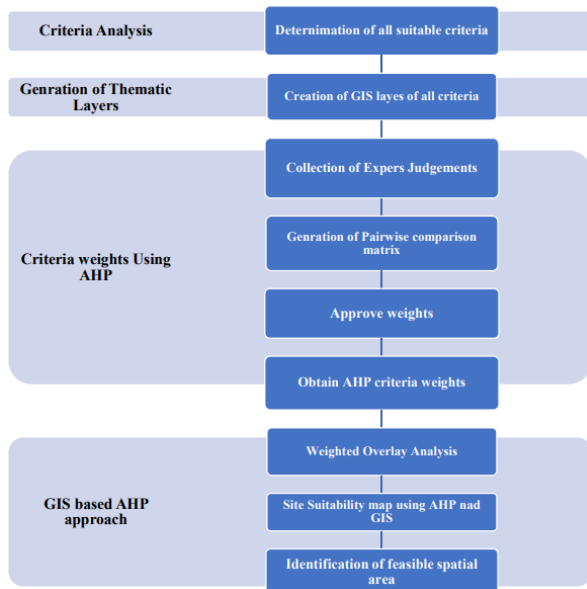 Criteria Analysis
Deternimation of all suitable criteria
Genration of Thematic
Layers
Creation of GIS layes of all criteria
Criteria weights Using
AHP
Collection of Expers Judgements
Genration of Pairwise comparison
matrix
Approve weights
Obtain AHP criteria weights
GIS based AHP
approach
Weighted Overlay Analysis
Site Suitability map using AHP nad
GIS
Identification of feasible spatial
area